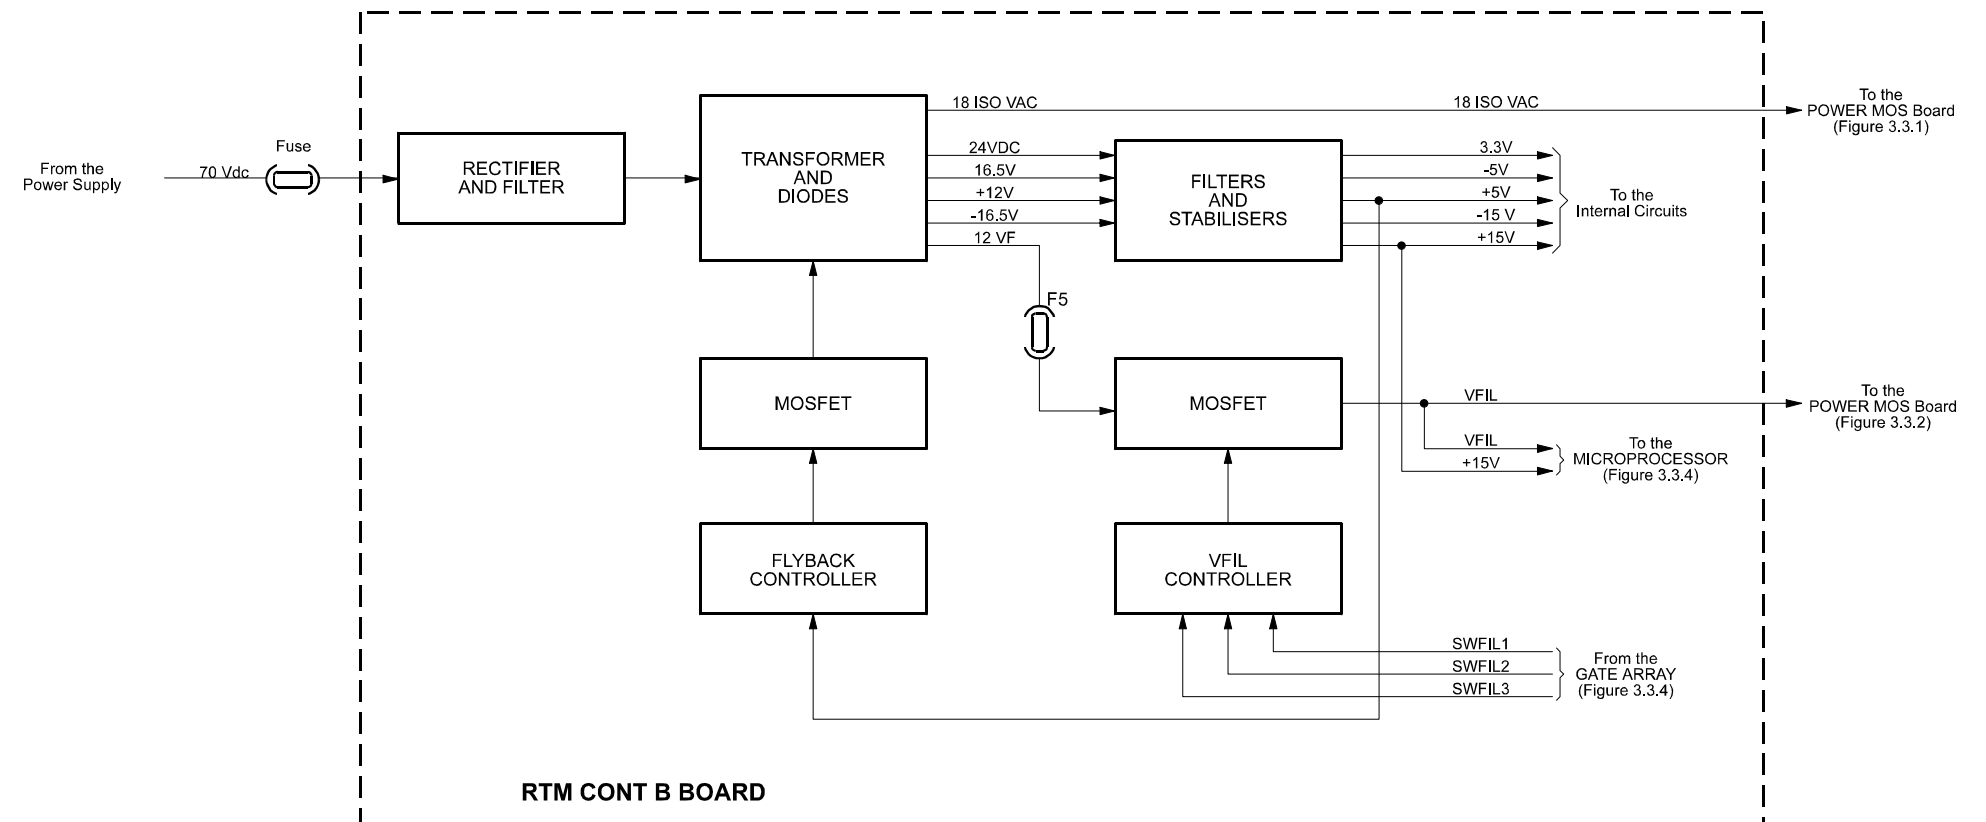 From the
Power Supply
70 Vdc
Fuse
RECTIFIER
AND FILTER
TRANSFORMER
AND
DIODES
18 ISO VAC
24VDC
16.5V
+12V
-16.5V
12 VF
F5
FILTERS
AND
STABILISERS
18 ISO VAC
3.3V
-5V
+5V
-15 V
+15V
To the
Internal Circuits
To the
POWER MOS Board
(Figure 3.3.1)
MOSFET
MOSFET
VFIL
To the
POWER MOS Board
(Figure 3.3.2)
VFIL
+15V
To the
MICROPROCESSOR
(Figure 3.3.4)
FLYBACK
CONTROLLER
VFIL
CONTROLLER
SWFIL1
SWFIL2
SWFIL3
From the
GATE ARRAY
(Figure 3.3.4)
RTM CONT B BOARD